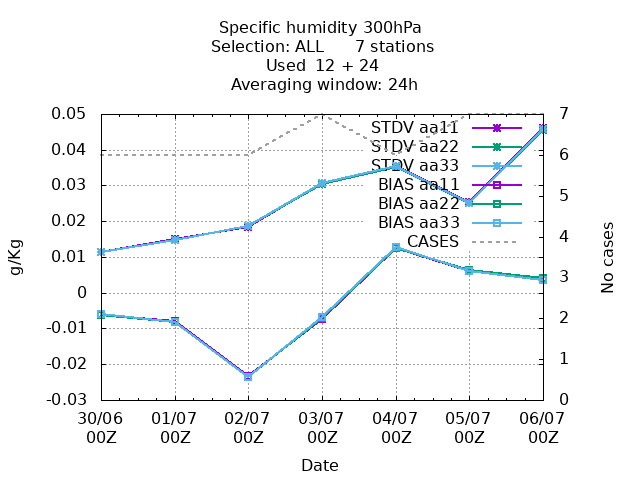 Specific humidity 300hPa
Selection: ALL 7 stations
Used 12 + 24
Averaging window: 24h
0.05
0.04
0.03
0.02
0.01
0
-0.01
-0.02
-0.03
g/Kg
7
6
5
4
3
2
1
0
No cases
STDV aa11
STDV aa22
STDV aa33
BIAS aa11
BIAS aa22
BIAS aa33
CASES
30/06 01/07 02/07 03/07 04/07 05/07 06/07
00Z 00Z 00Z 00Z 00Z 00Z 00Z
Date